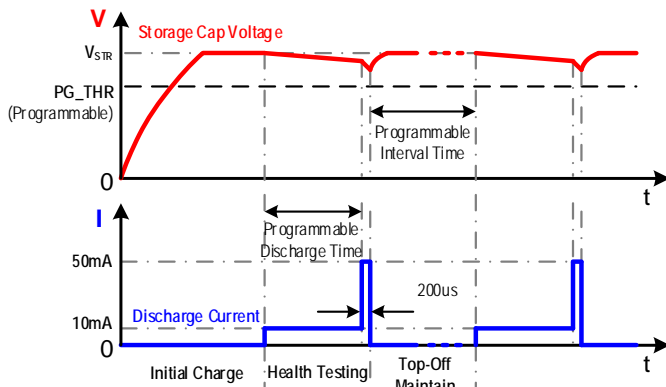 V
Storage Cap Voltage
VSTR
PG_THR
(Programmable)
Programmable
Interval Time
0
t
I
Programmable
Discharge Time
50mA
200us
Discharge Current
10mA
0
t
Initial Charge
Health Testing
Top-Off
Maintain